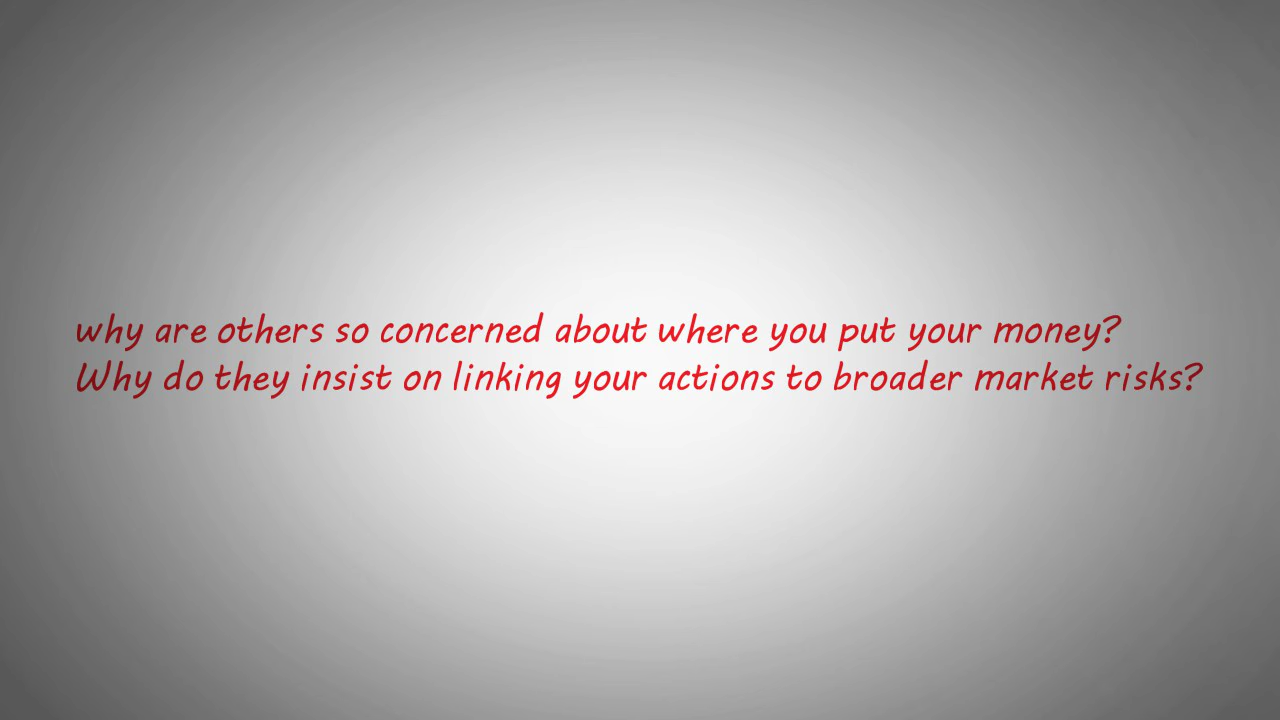 why are others so concerned about where you put your money?
Why do they insist on linking your actions to broader market risks?